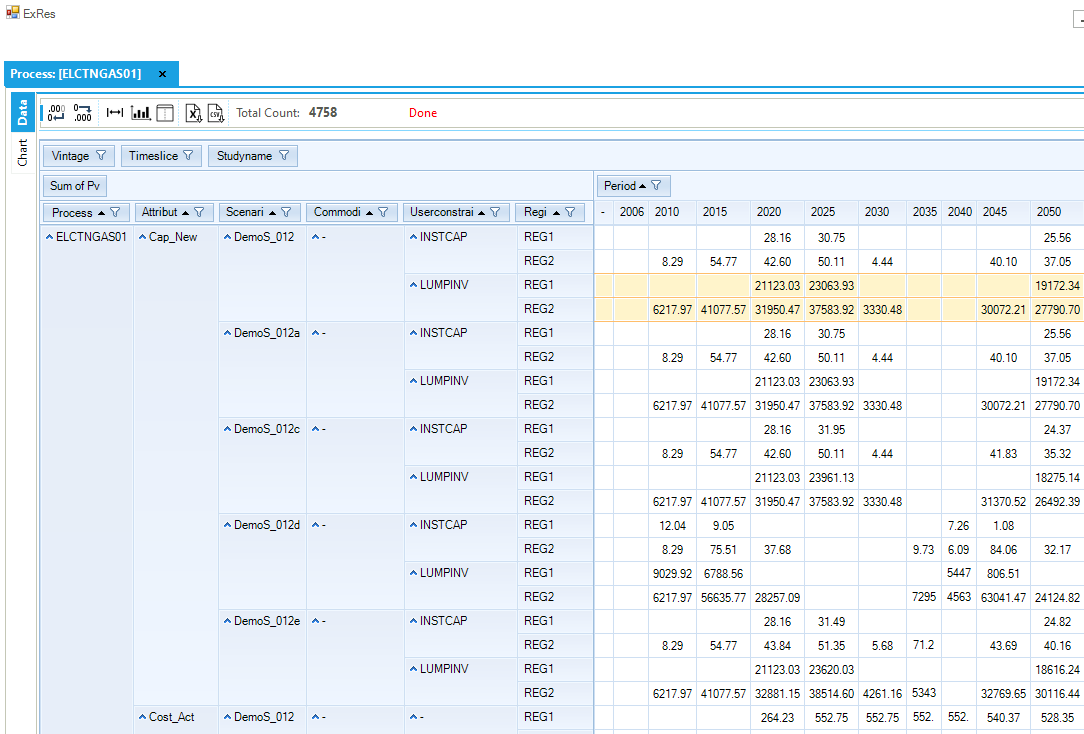 ExRes
Process: [ELCTNGAS01] ×
Data
Chart
.000 .000 Total Count: 4758 Done
Vintage Timeslice Studyname
Sum of Pv Period
Process Attribut Scenari Commodi Userconstrai Regi - 2006 2010 2015 2020 2025 2030 2035 2040 2045 2050
ELCTNGAS01 Cap_New DemoS_012 - INSTCAP REG1 28.16 30.75 25.56
REG2 8.29 54.77 42.60 50.11 4.44 40.10 37.05
LUMPINV REG1 21123.03 23063.93 19172.34
REG2 6217.97 41077.57 31950.47 37583.92 3330.48 30072.21 27790.70
DemoS_012a - INSTCAP REG1 28.16 30.75 25.56
REG2 8.29 54.77 42.60 50.11 4.44 40.10 37.05
LUMPINV REG1 21123.03 23063.93 19172.34
REG2 6217.97 41077.57 31950.47 37583.92 3330.48 30072.21 27790.70
DemoS_012c - INSTCAP REG1 28.16 31.95 24.37
REG2 8.29 54.77 42.60 50.11 4.44 41.83 35.32
LUMPINV REG1 21123.03 23961.13 18275.14
REG2 6217.97 41077.57 31950.47 37583.92 3330.48 31370.52 26492.39
DemoS_012d - INSTCAP REG1 12.04 9.05 7.26 1.08
REG2 8.29 75.51 37.68 9.73 6.09 84.06 32.17
LUMPINV REG1 9029.92 6788.56 5447 806.51
REG2 6217.97 56635.77 28257.09 7295 4563 63041.47 24124.82
DemoS_012e - INSTCAP REG1 28.16 31.49 24.82
REG2 8.29 54.77 43.84 51.35 5.68 71.2 43.69 40.16
LUMPINV REG1 21123.03 23620.03 18616.24
REG2 6217.97 41077.57 32881.15 38514.60 4261.16 5343 32769.65 30116.44
Cost_Act DemoS_012 - - REG1 264.23 552.75 552.75 552. 552. 540.37 528.35